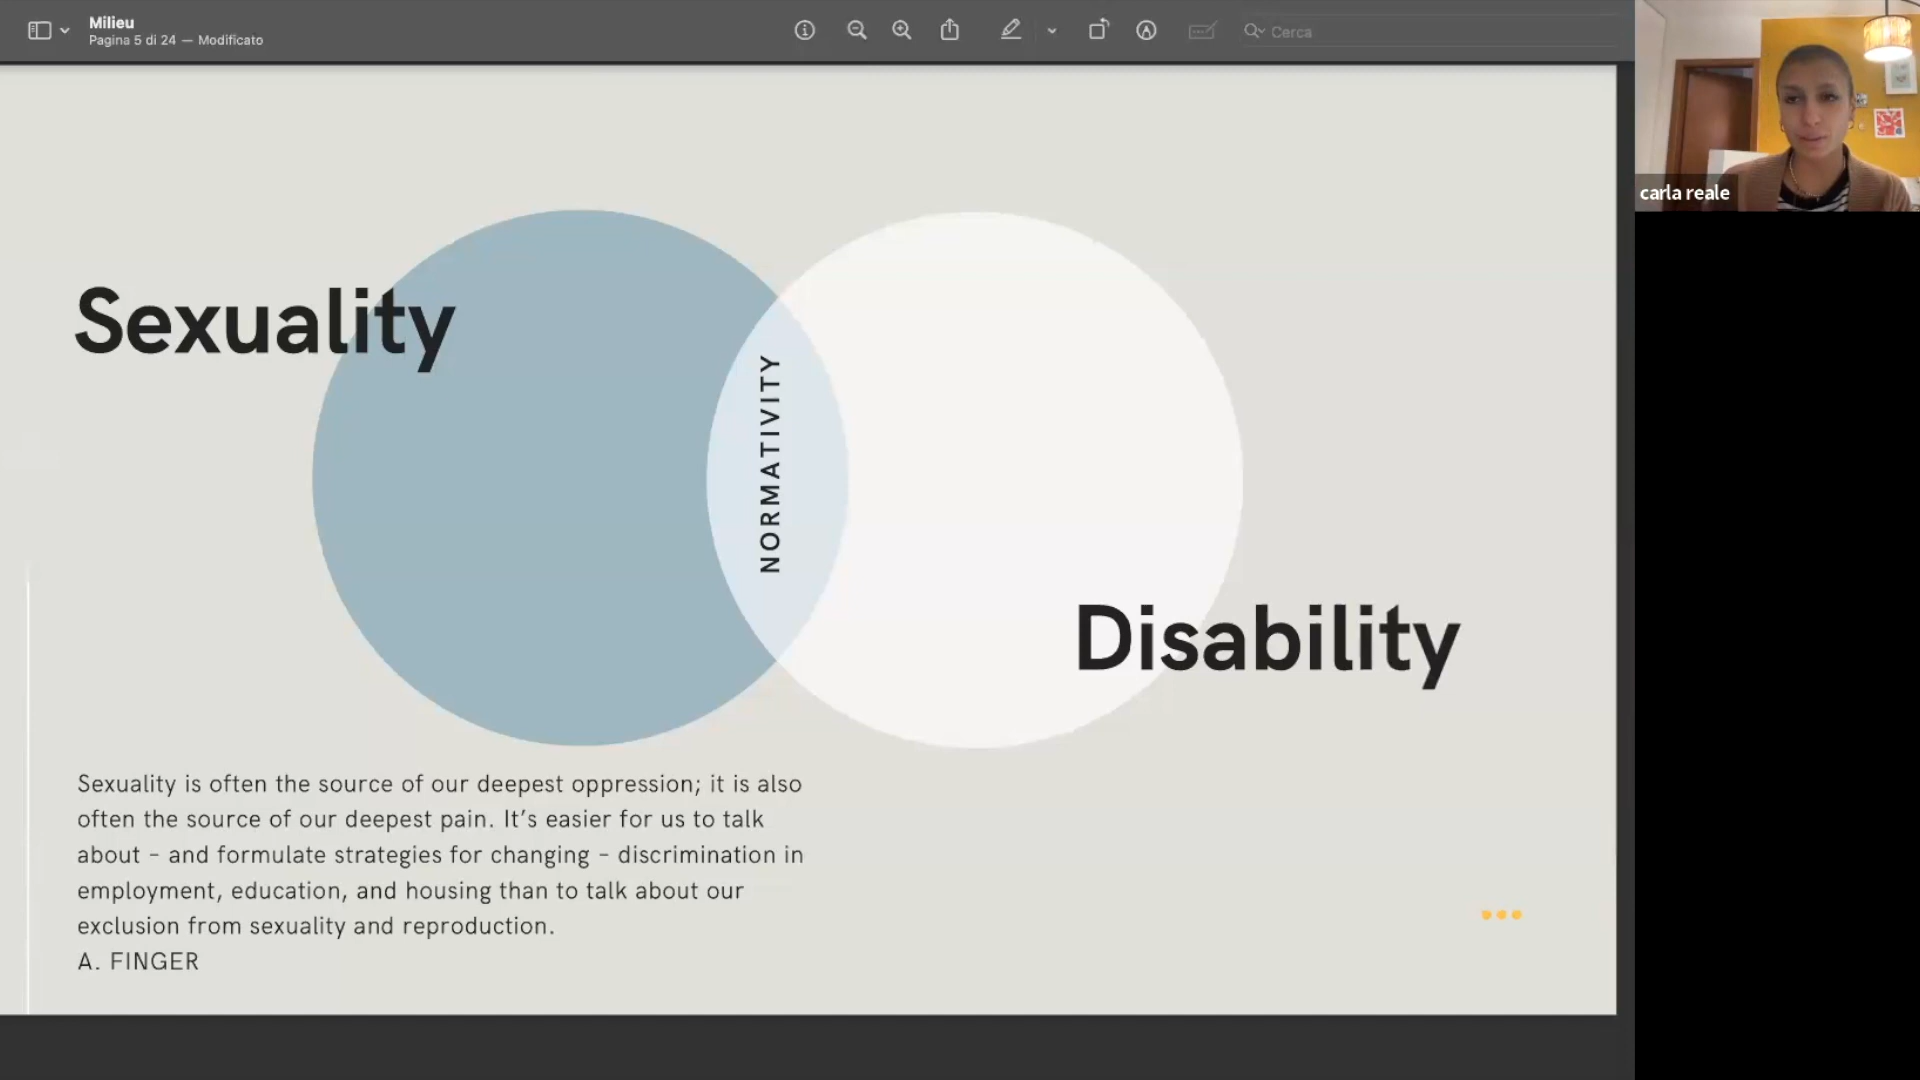 Milieu
Pagina 5 di 24 — Modificato
Cerca
carla reale
Sexuality
NORMATIVITY
Disability
Sexuality is often the source of our deepest oppression; it is also
often the source of our deepest pain. It’s easier for us to talk
about – and formulate strategies for changing – discrimination in
employment, education, and housing than to talk about our
exclusion from sexuality and reproduction.
A. FINGER